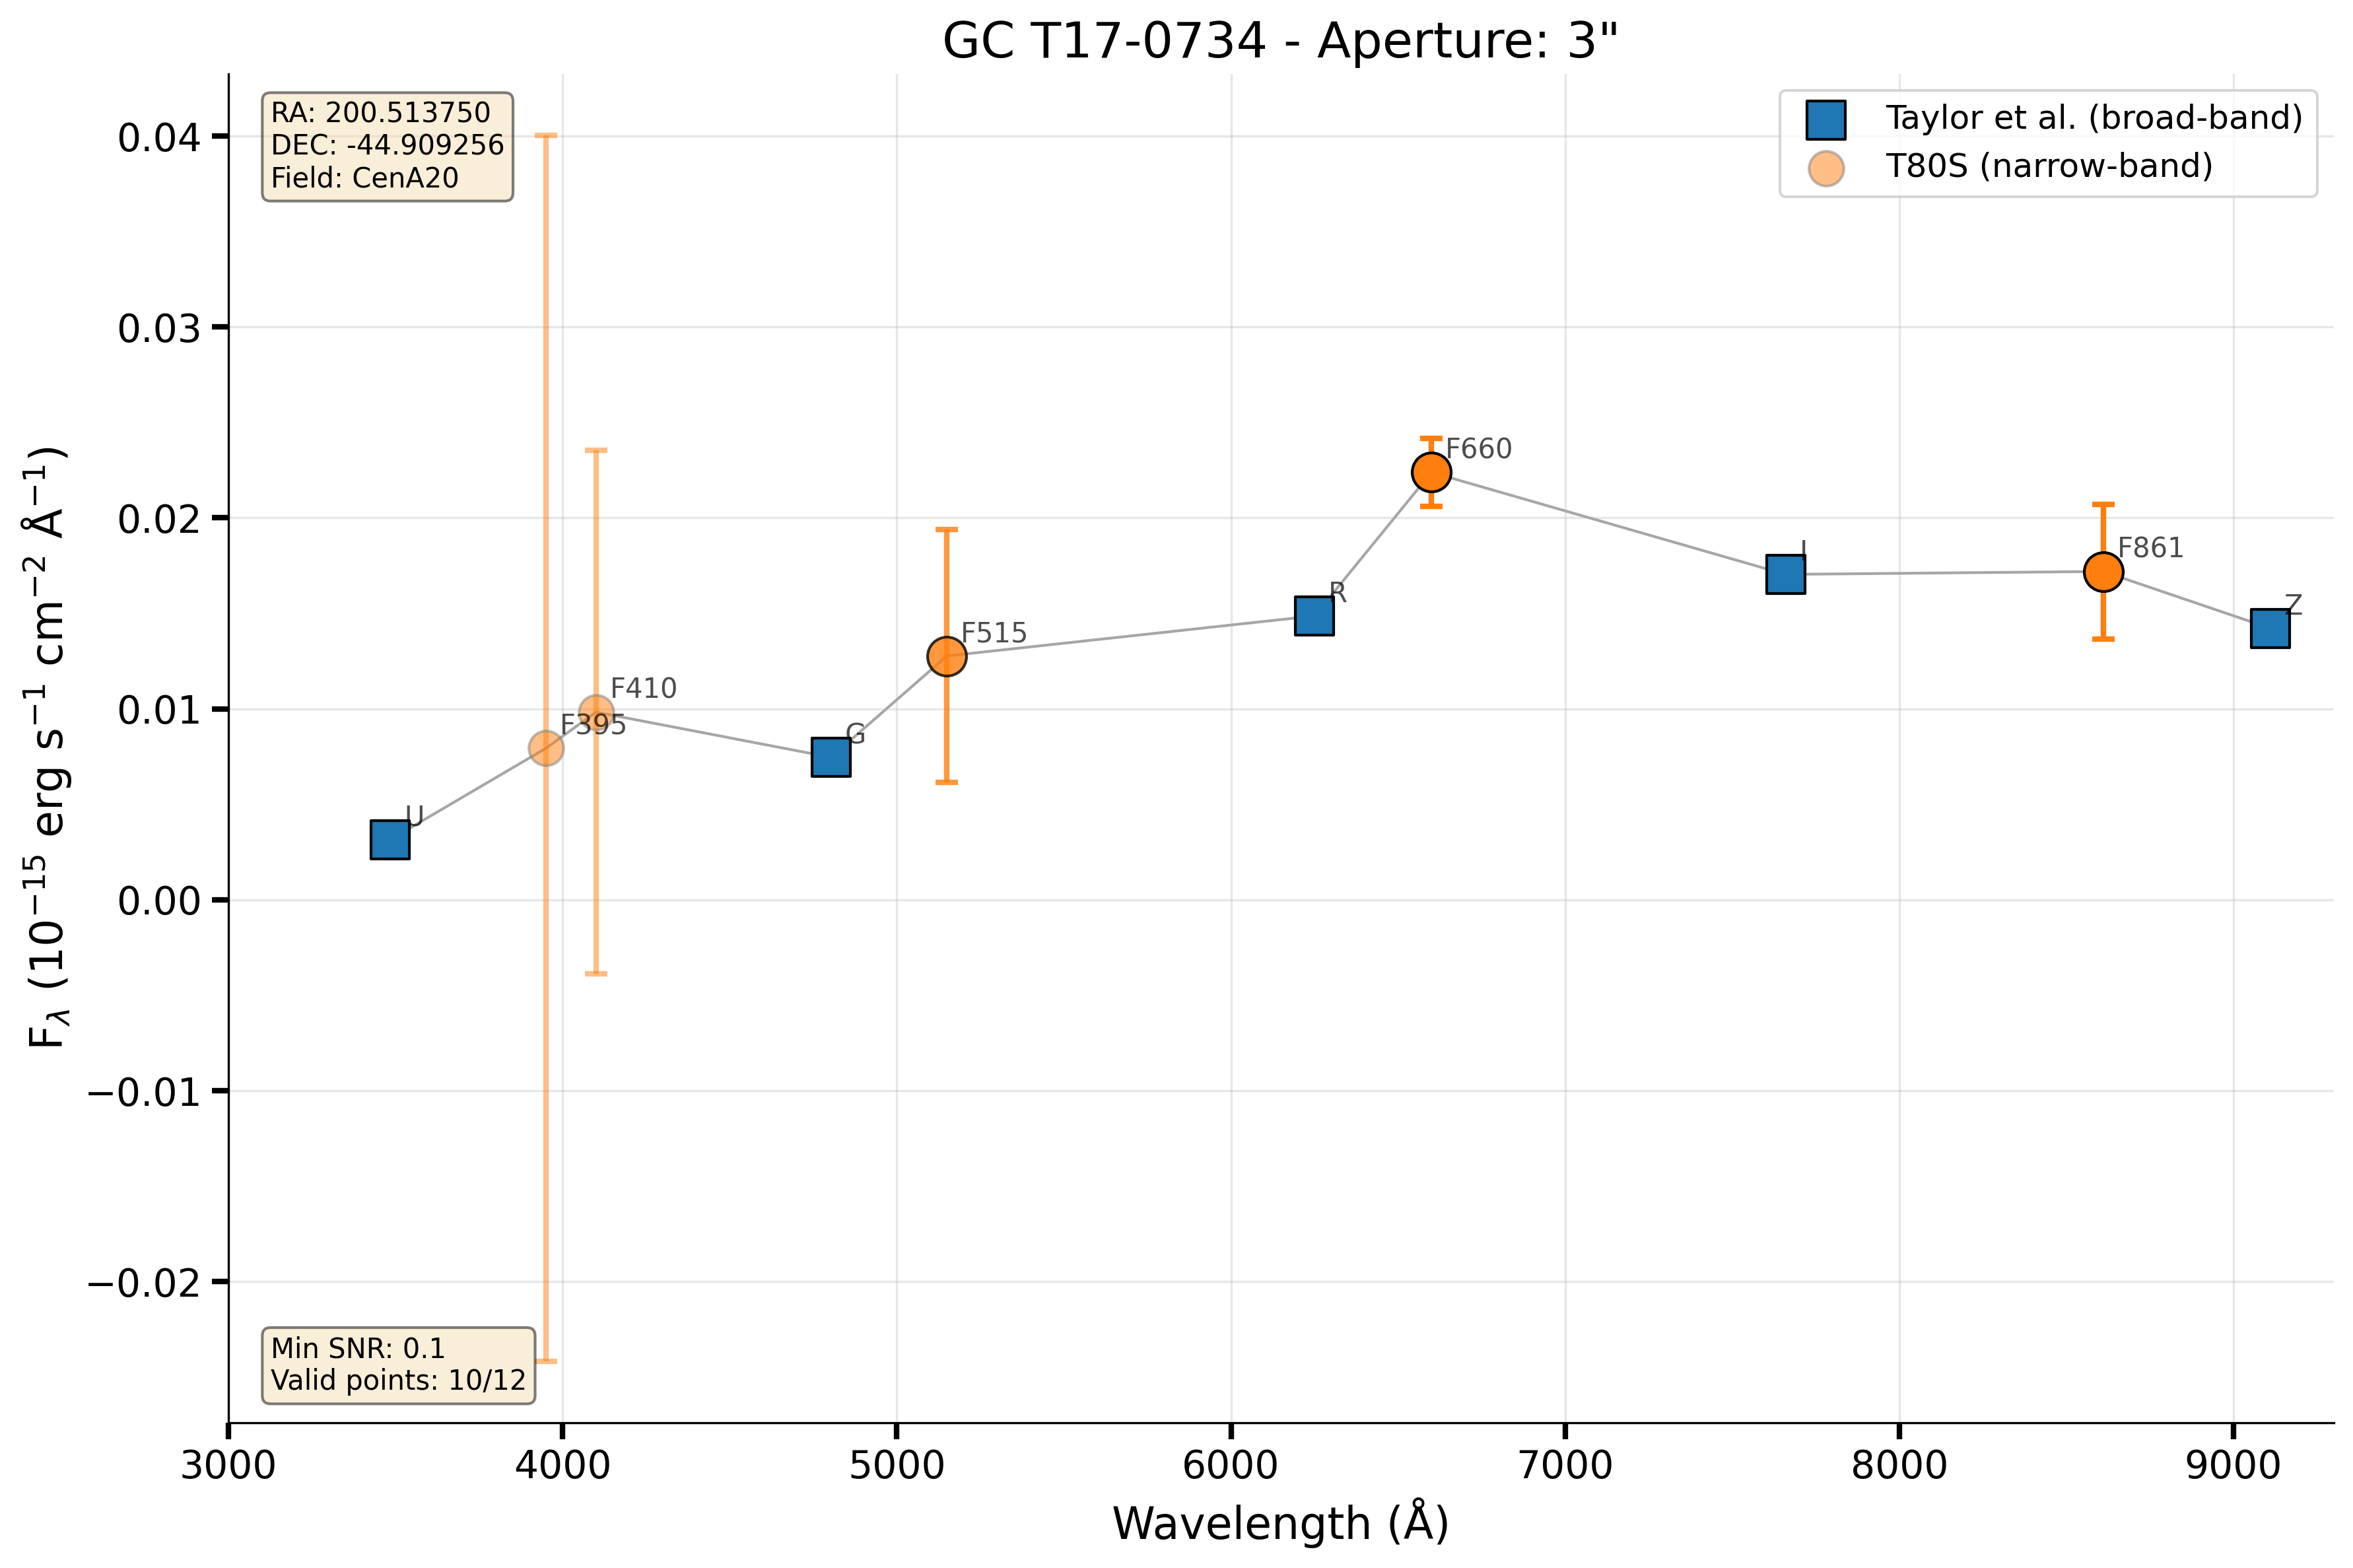 GC T17-0734 - Aperture: 3"
RA: 200.513750
DEC: -44.909256
Field: CenA20
Taylor et al. (broad-band)
T80S (narrow-band)
0.04
0.03
0.02
0.01
0.00
−0.01
−0.02
F$_λ$ (10$^{−15}$ erg s$^{−1}$ cm$^{−2}$ Å$^{−1}$)
U
F395
F410
G
F515
R
F660
I
F861
Z
Min SNR: 0.1
Valid points: 10/12
3000 4000 5000 6000 7000 8000 9000
Wavelength (Å)